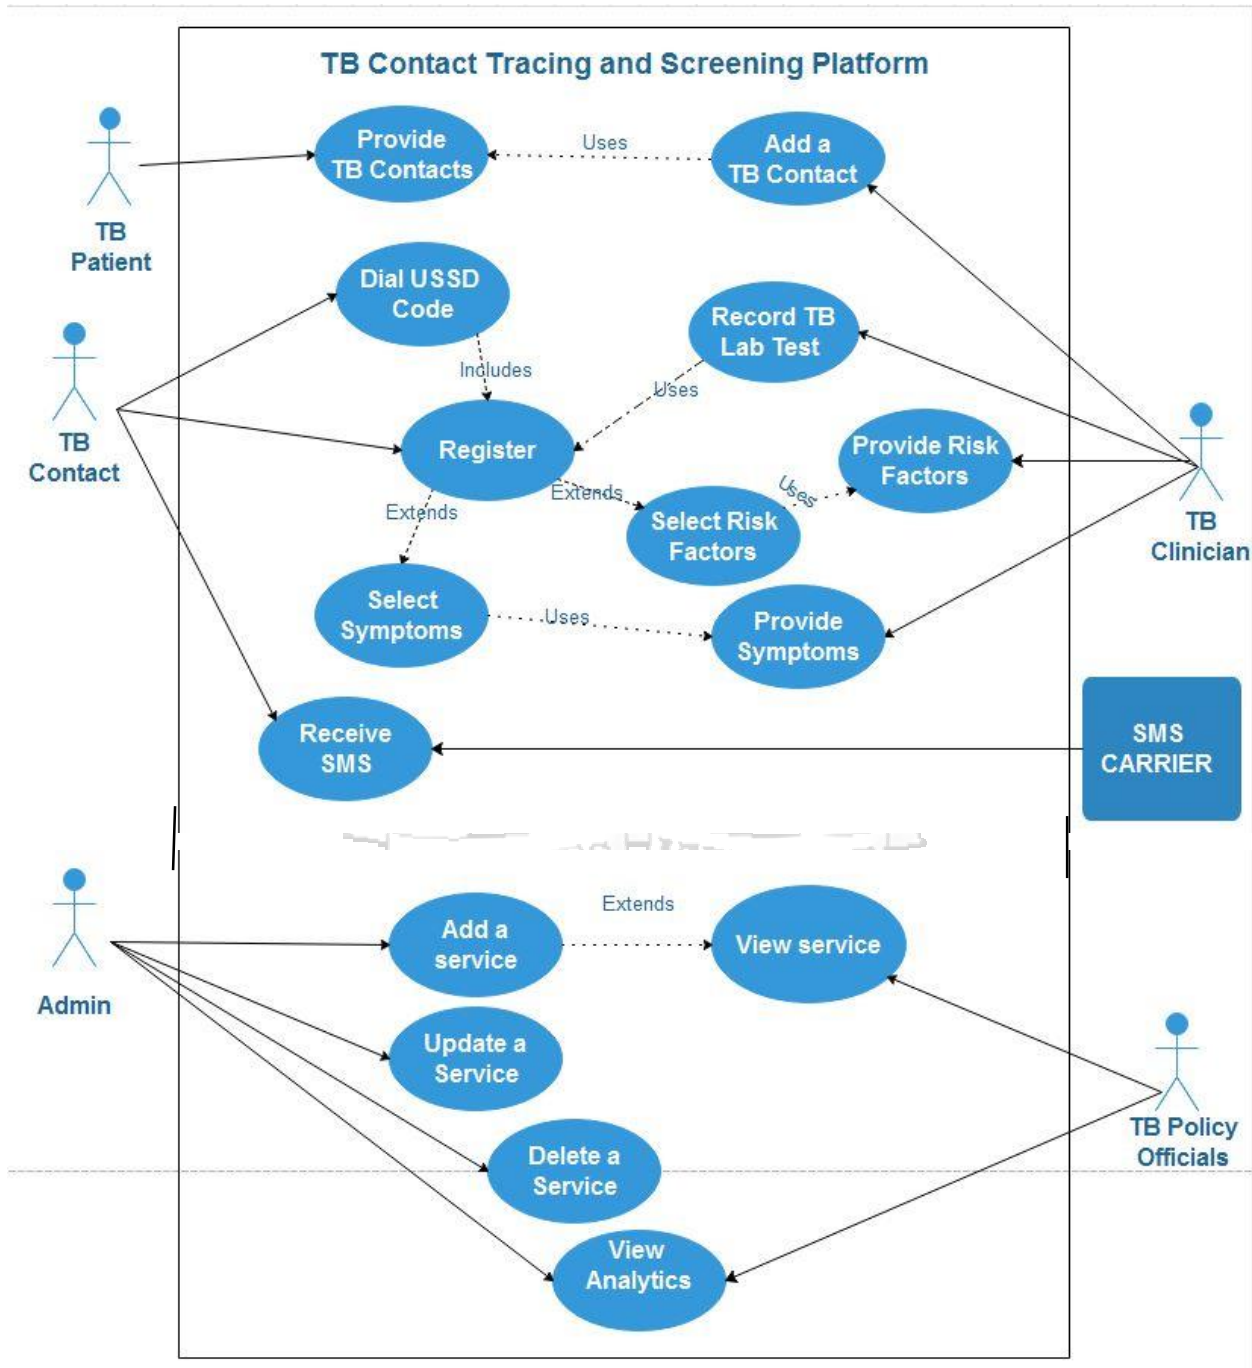 TB Contact Tracing and Screening Platform
Provide
TB Contacts
Uses
Add a
TB Contact
TB
Patient
Dial USSD
Code
Record TB
Lab Test
Includes
Uses
TB
Contact
Register
Provide Risk
Factors
Extends
Uses
Extends
Select Risk
Factors
TB
Clinician
Select
Symptoms
Uses
Provide
Symptoms
Receive
SMS
SMS
CARRIER
Admin
Add a
service
Extends
View service
Update a
Service
Delete a
Service
TB Policy
Officials
View
Analytics